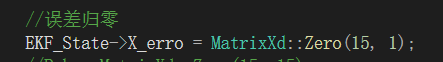 //误差归零
EKF_State->X_erro = MatrixXd::Zero(15, 1);